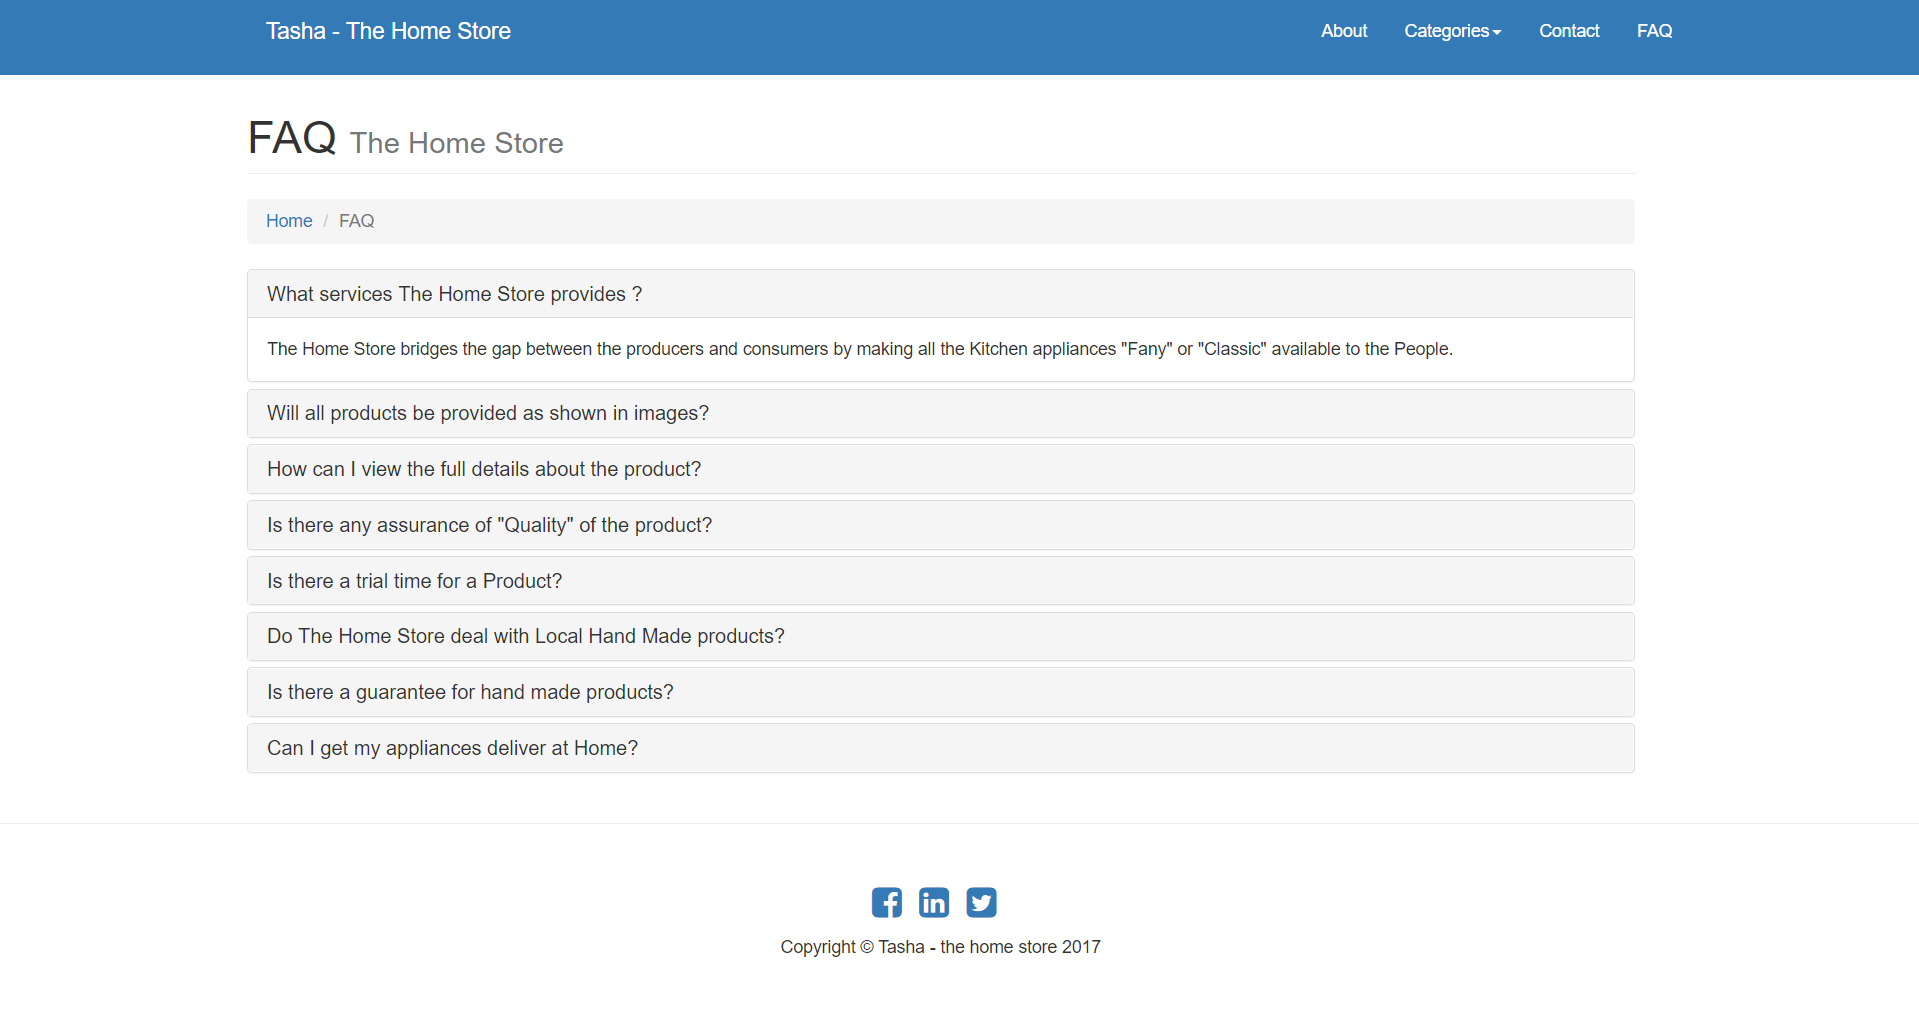 Tasha - The Home Store
About Categories Contact FAQ
FAQ The Home Store
Home / FAQ
What services The Home Store provides ?
The Home Store bridges the gap between the producers and consumers by making all the Kitchen appliances "Fany" or "Classic" available to the People.
Will all products be provided as shown in images?
How can I view the full details about the product?
Is there any assurance of "Quality" of the product?
Is there a trial time for a Product?
Do The Home Store deal with Local Hand Made products?
Is there a guarantee for hand made products?
Can I get my appliances deliver at Home?
Copyright © Tasha - the home store 2017